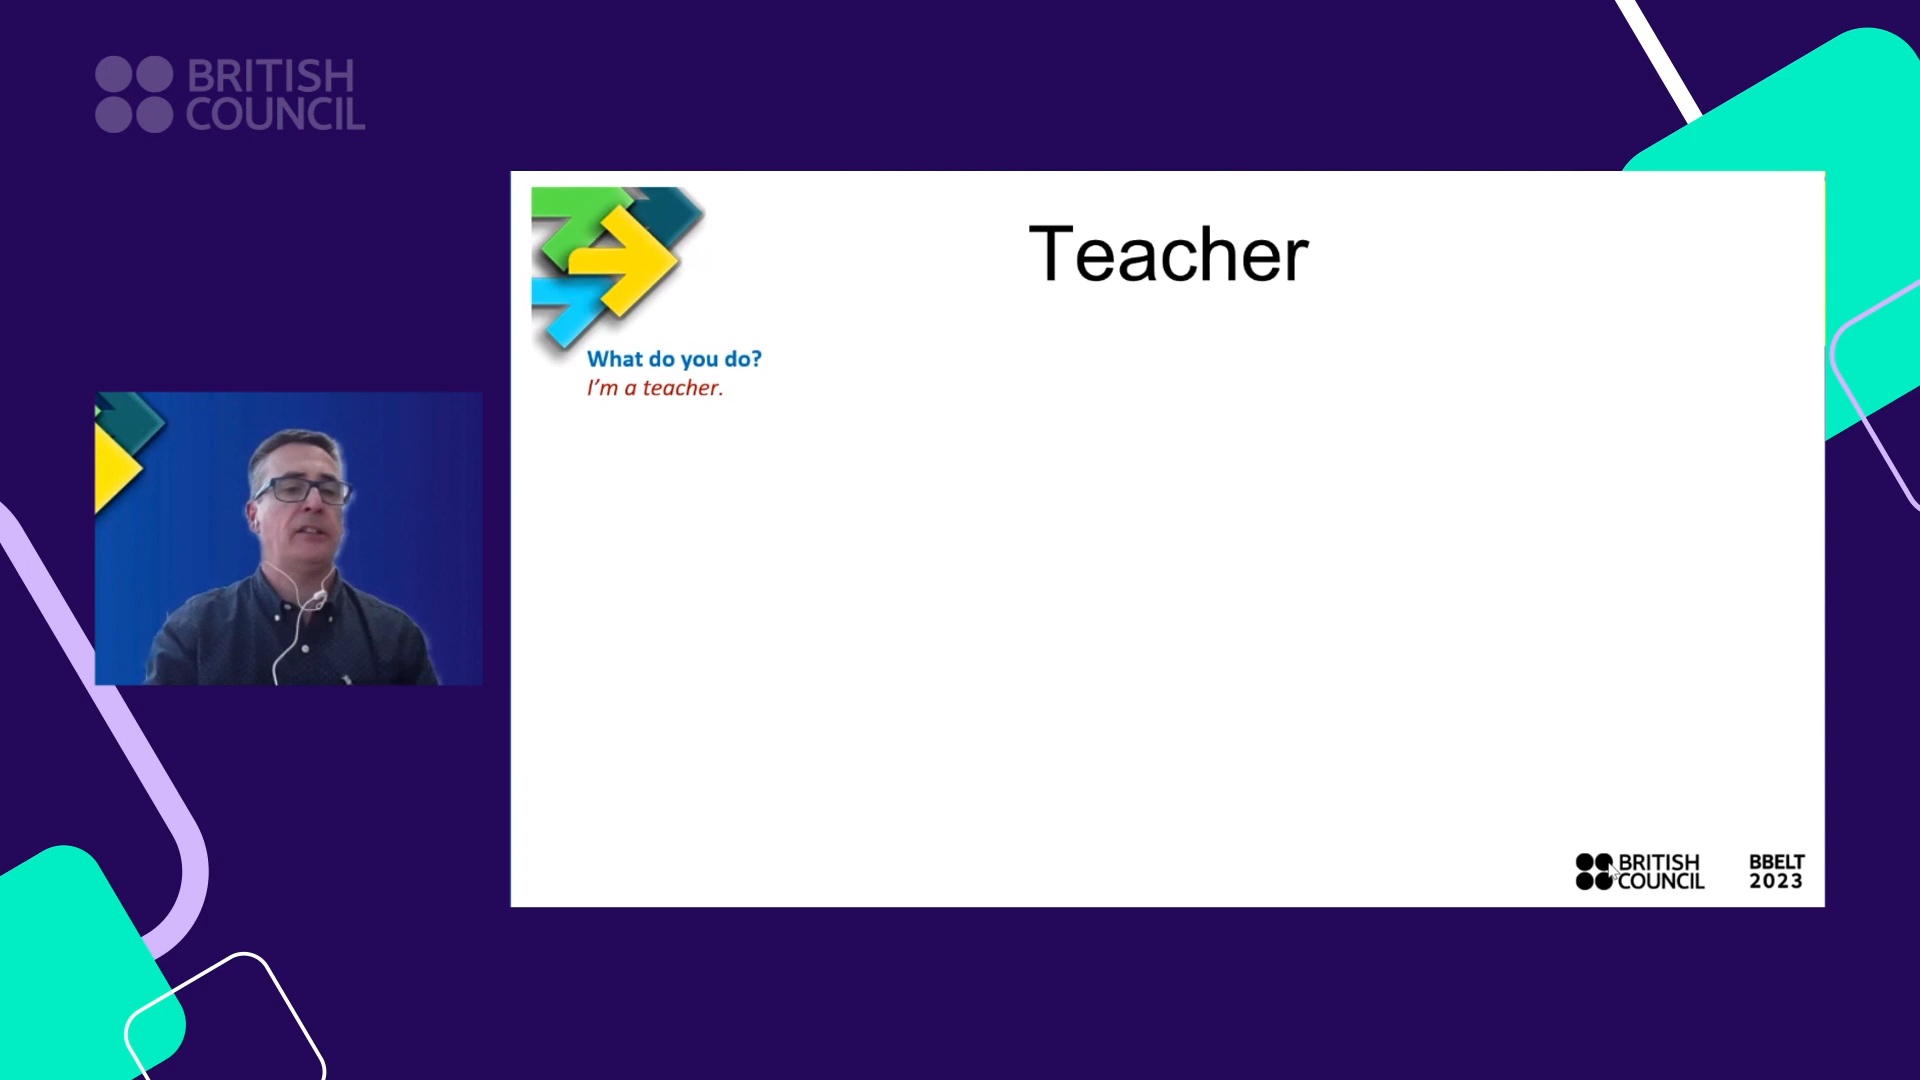 BRITISH
COUNCIL
Teacher
What do you do?
I'm a teacher.
BRITISH
COUNCIL
BBELT
2023